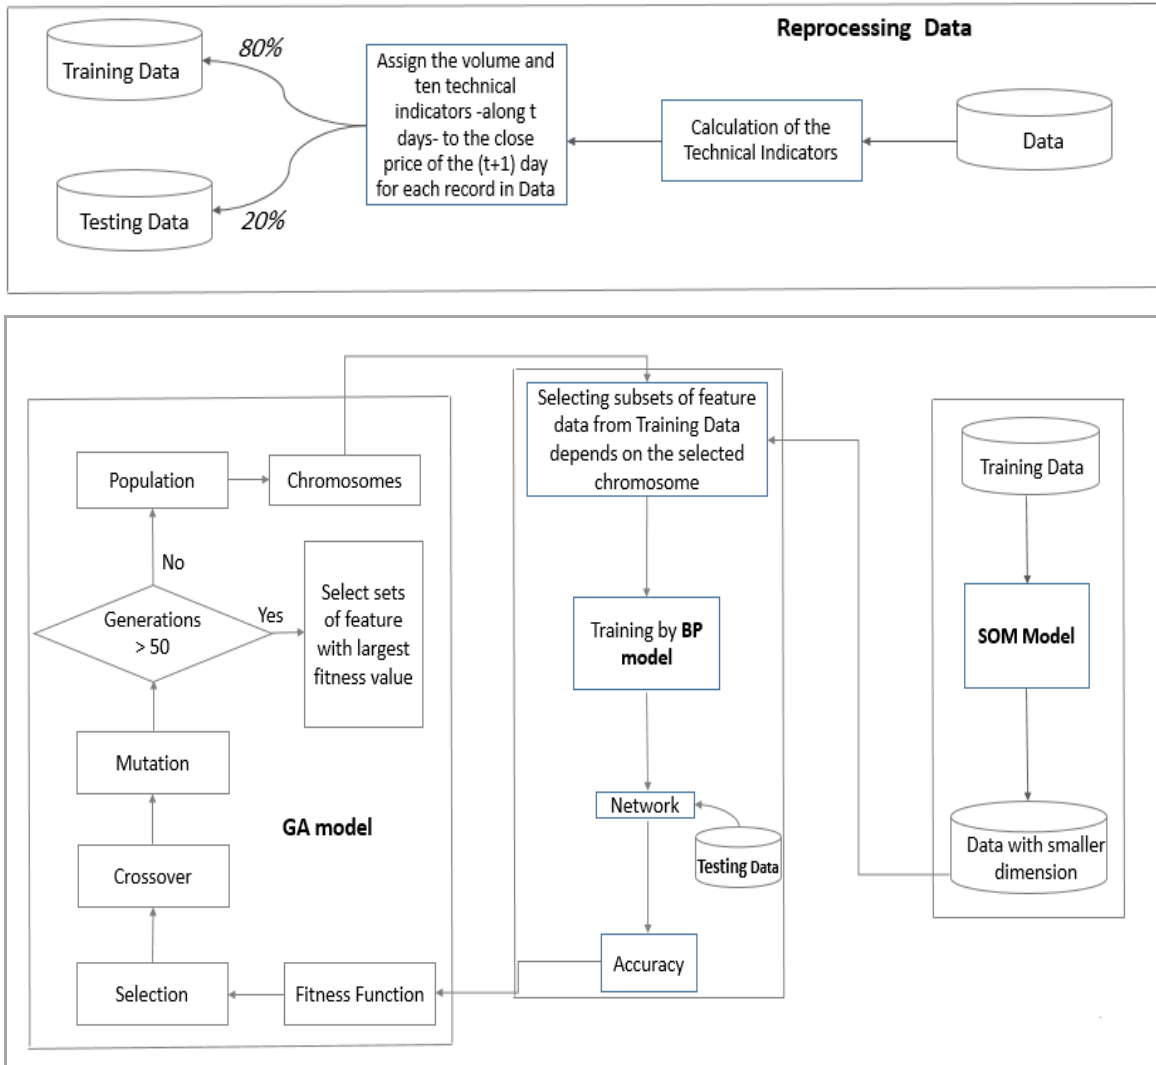 Reprocessing Data
80%
Training Data
Assign the volume and
ten technical
indicators -along t
days- to the close
price of the (t+1) day
for each record in Data
Calculation of the
Technical Indicators
Data
Testing Data
20%
Selecting subsets of feature
data from Training Data
depends on the selected
chromosome
Training Data
Population
Chromosomes
No
Generations
> 50
Yes
Select sets
of feature
with largest
fitness value
Training by BP
model
SOM Model
Mutation
Network
Testing Data
GA model
Crossover
Data with smaller
dimension
Accuracy
Selection
Fitness Function